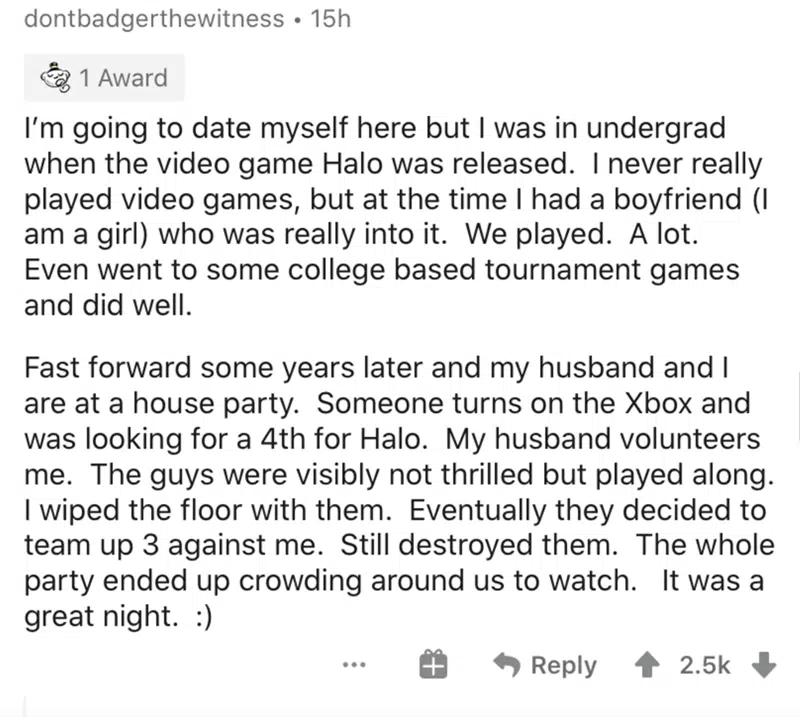 dontbadgerthewitness • 15h
1 Award
I'm going to date myself here but I was in undergrad
when the video game Halo was released.  I never really
played video games, but at the time I had a boyfriend (I
am a girl) who was really into it.  We played.  A lot.
Even went to some college based tournament games
and did well.
Fast forward some years later and my husband and I
are at a house party.  Someone turns on the Xbox and
was looking for a 4th for Halo.  My husband volunteers
me.  The guys were visibly not thrilled but played along.
I wiped the floor with them.  Eventually they decided to
team up 3 against me.  Still destroyed them.  The whole
party ended up crowding around us to watch.   It was a
great night.  :)
... Reply 2.5k